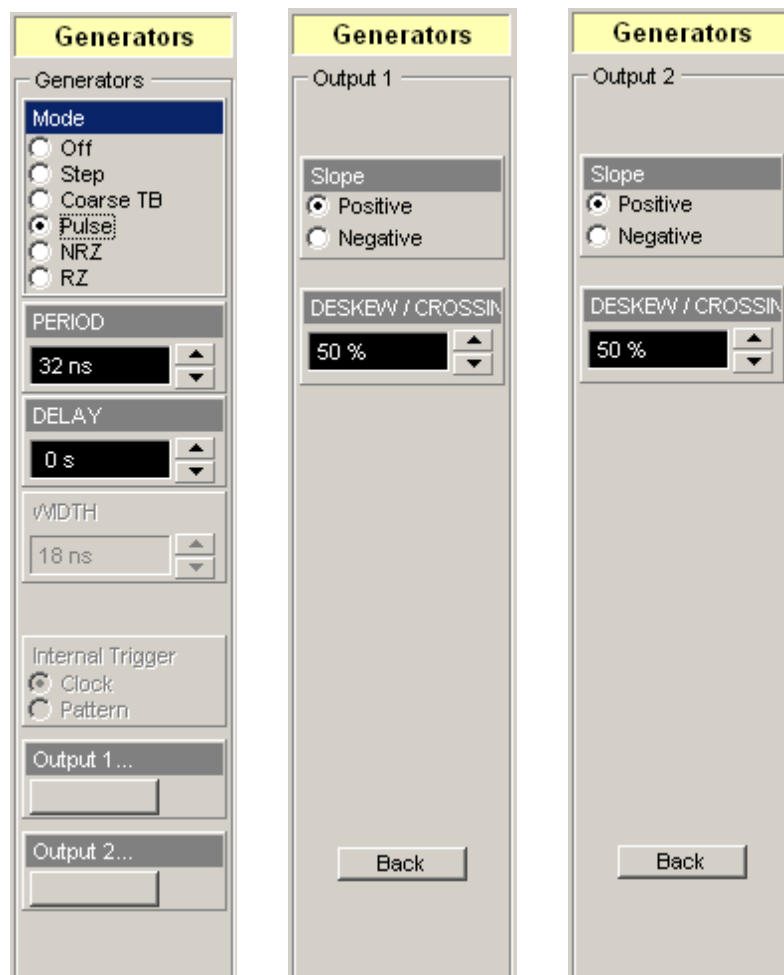 Generators
Generators
Mode
Off
Step
Coarse TB
Pulse
NRZ
RZ
PERIOD
32 ns
DELAY
0 s
WIDTH
18 ns
Internal Trigger
Clock
Pattern
Output 1...
Output 2...
Generators
Output 1
Slope
Positive
Negative
DESKEW / CROSSIN
50 %
Back
Generators
Output 2
Slope
Positive
Negative
DESKEW / CROSSIN
50 %
Back